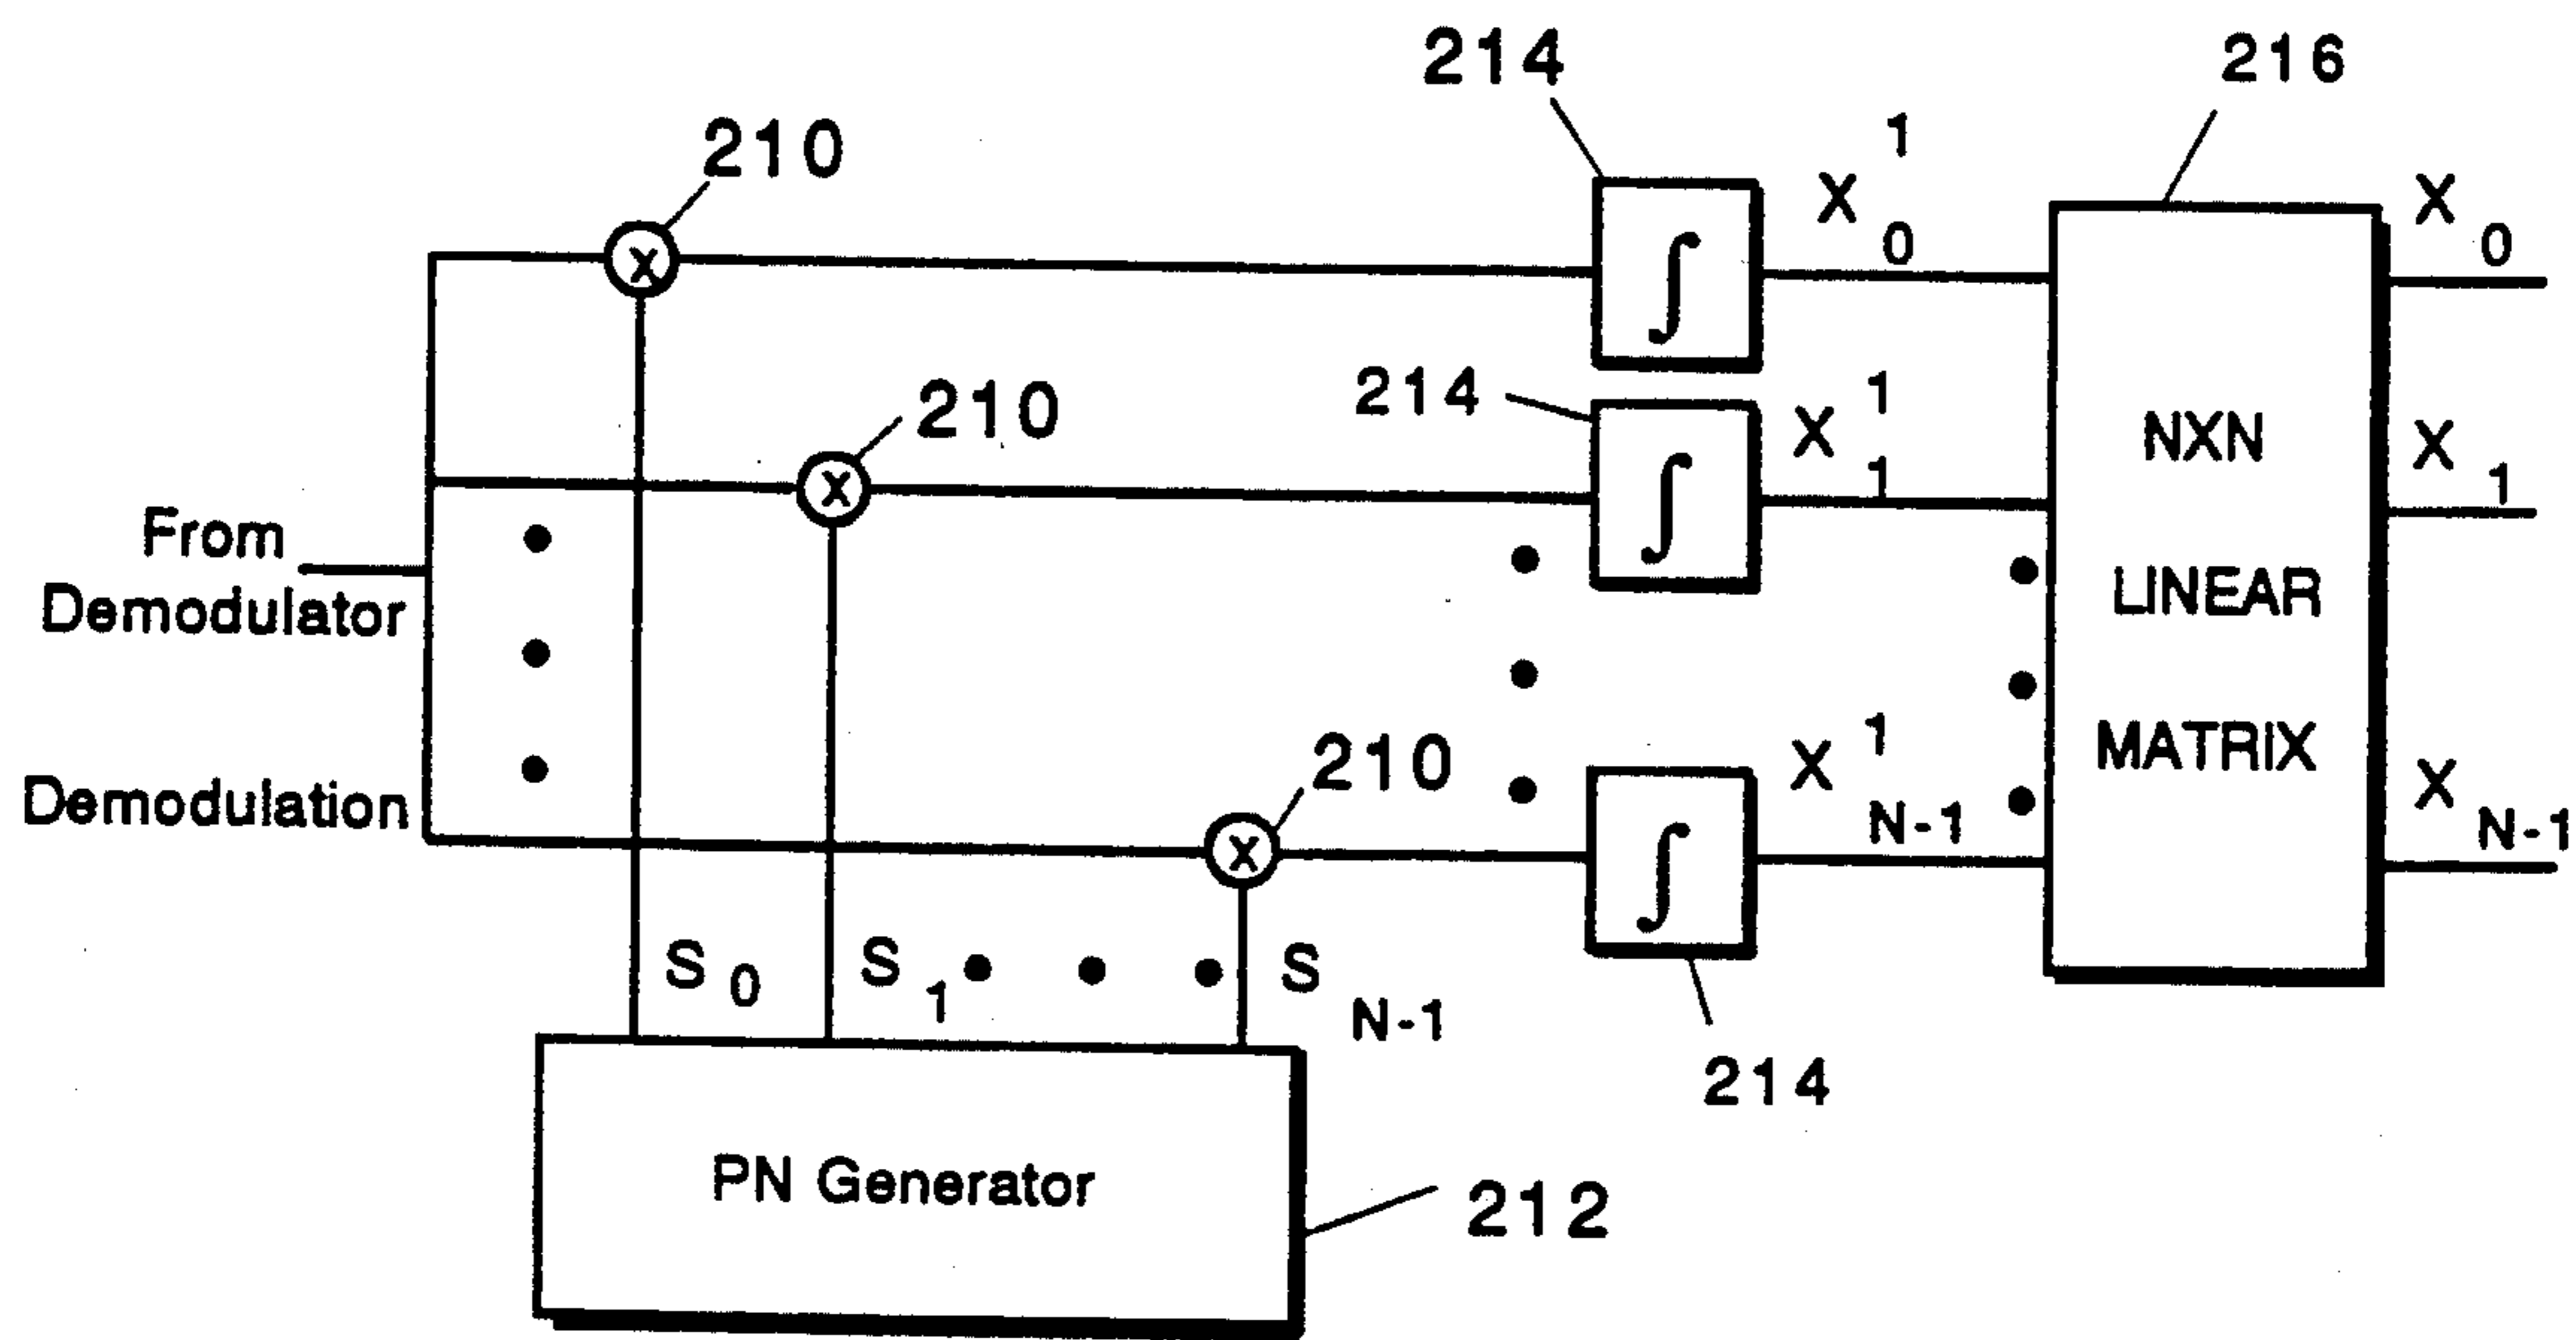 214
216
210
X 0 1
X 0
214
210
X 1 1
NXN
X 1
From
Demodulator
LINEAR
210
X N-1 1
MATRIX
X N-1
Demodulation
S 0
S 1
S N-1
214
PN Generator
212
∫
∫
∫
x
x
x